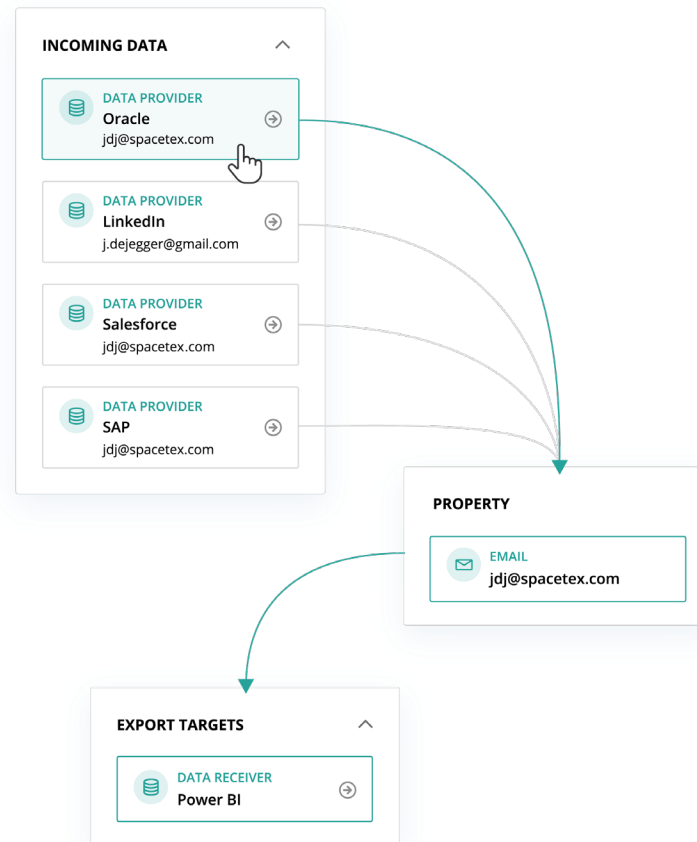 INCOMING DATA
DATA PROVIDER
Oracle
jdj@spacetex.com
DATA PROVIDER
LinkedIn
j.dejegger@gmail.com
DATA PROVIDER
Salesforce
jdj@spacetex.com
DATA PROVIDER
SAP
jdj@spacetex.com
PROPERTY
EMAIL
jdj@spacetex.com
EXPORT TARGETS
DATA RECEIVER
Power BI